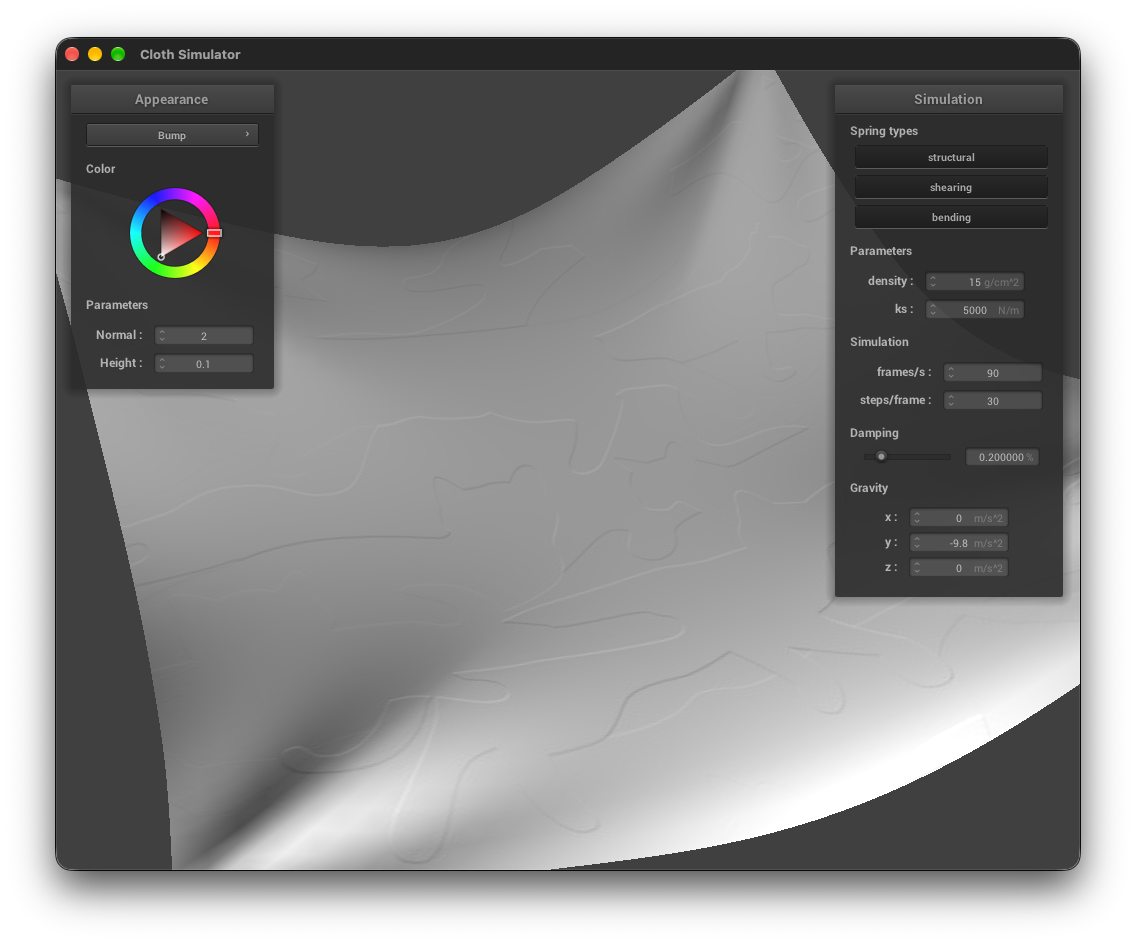 Cloth Simulator
Appearance
Bump
Color
Parameters
Normal : 2
Height : 0.1
Simulation
Spring types
structural
shearing
bending
Parameters
density : 15 g/cm^2
ks : 5000 N/m
Simulation
frames/s : 90
steps/frame : 30
Damping
0.200000 %
Gravity
x : 0 m/s^2
y : -9.8 m/s^2
z : 0 m/s^2